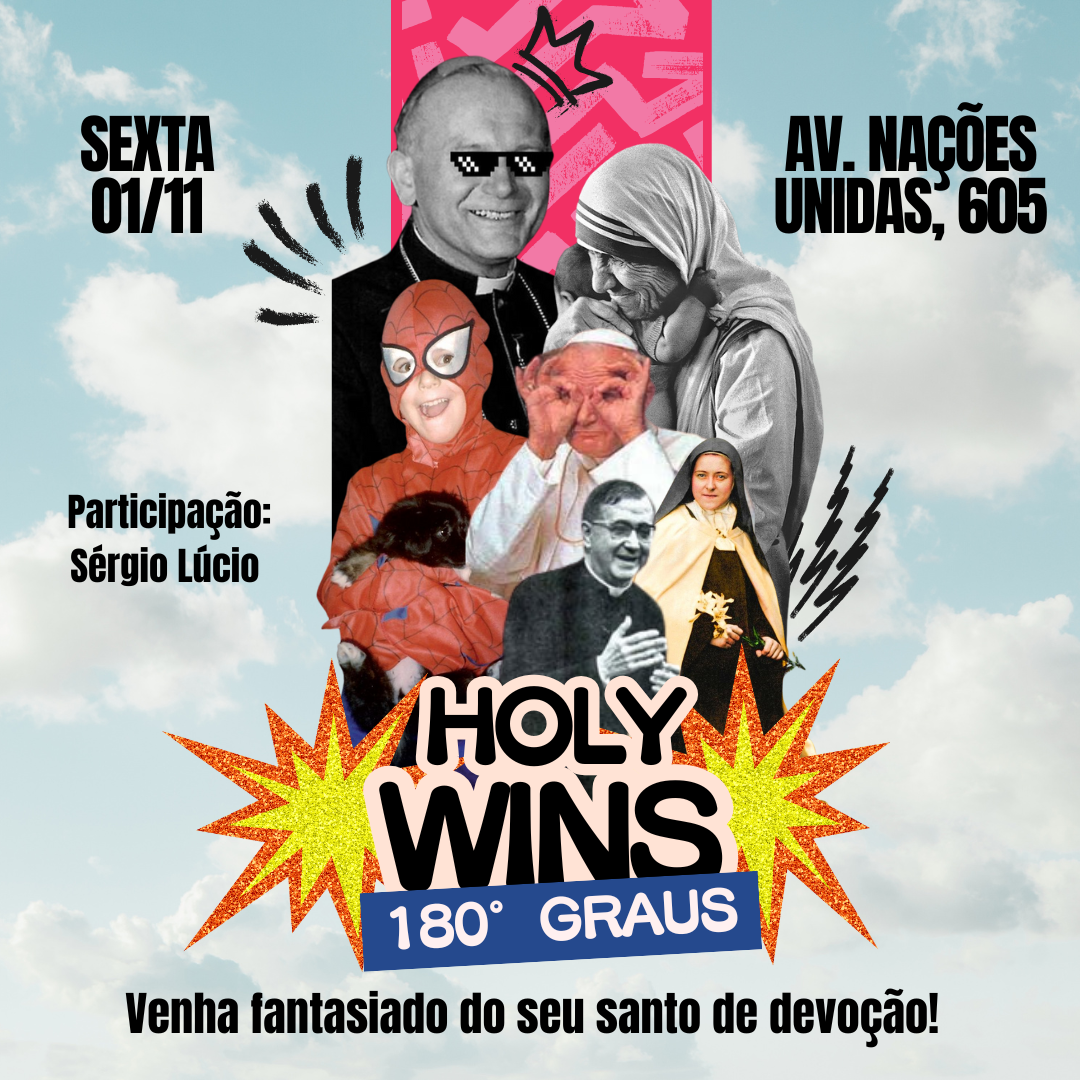 SEXTA
01/11
AV. NAÇÕES
UNIDAS, 605
Participação:
Sérgio Lúcio
HOLY
WINS
180° GRAUS
Venha fantasiado do seu santo de devoção!